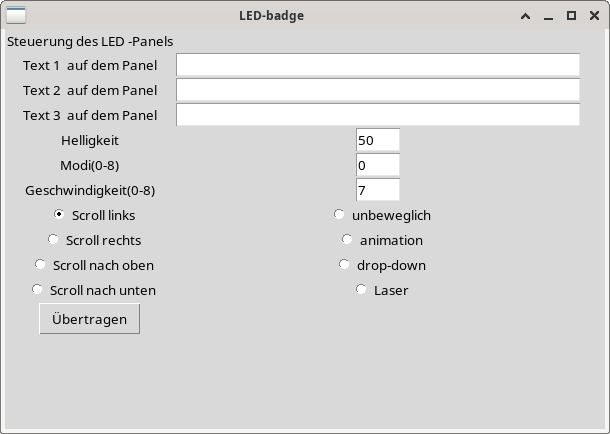 LED-badge
Steuerung des LED -Panels
Text 1  auf dem Panel
Text 2  auf dem Panel
Text 3  auf dem Panel
Helligkeit 50
Modi(0-8) 0
Geschwindigkeit(0-8) 7
Scroll links unbeweglich
Scroll rechts animation
Scroll nach oben drop-down
Scroll nach unten Laser
Übertragen